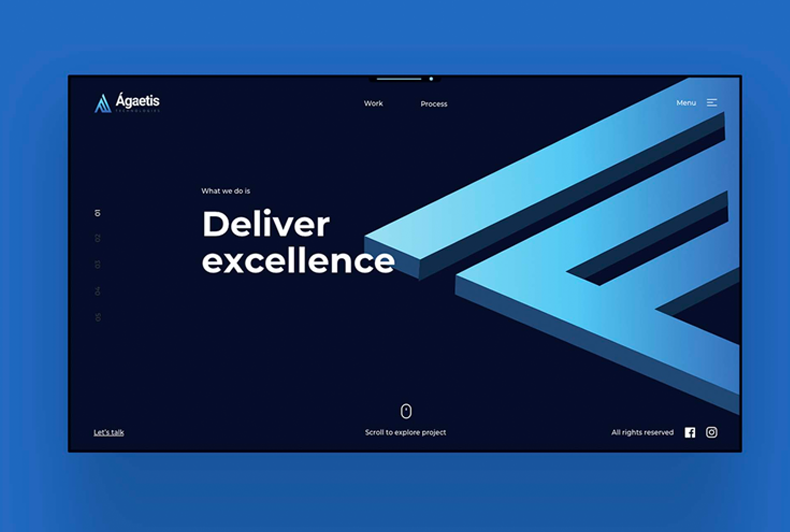 Ágaetis
TECHNOLOGIES
Work
Process
Menu
What we do is
Deliver
excellence
01
02
03
04
05
Let's talk
Scroll to explore project
All rights reserved